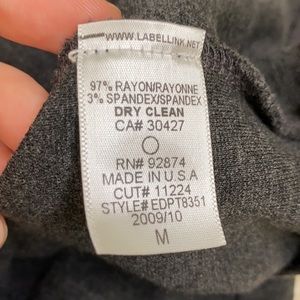 WWW.LABELLINK.NET
97% RAYON/RAYONNE
3% SPANDEX/SPANDEX
DRY CLEAN
CA# 30427
RN# 92874
MADE IN U.S.A
CUT# 11224
STYLE# EDPT8351
2009/10
M